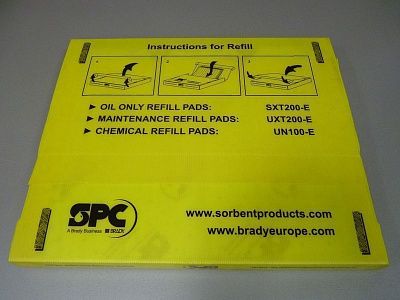 Instructions for Refill
1 2 3
► OIL ONLY REFILL PADS: SXT200-E
► MAINTENANCE REFILL PADS: UXT200-E
► CHEMICAL REFILL PADS: UN100-E
SPC
A Brady Business BRADY
www.sorbentproducts.com
www.bradyeurope.com